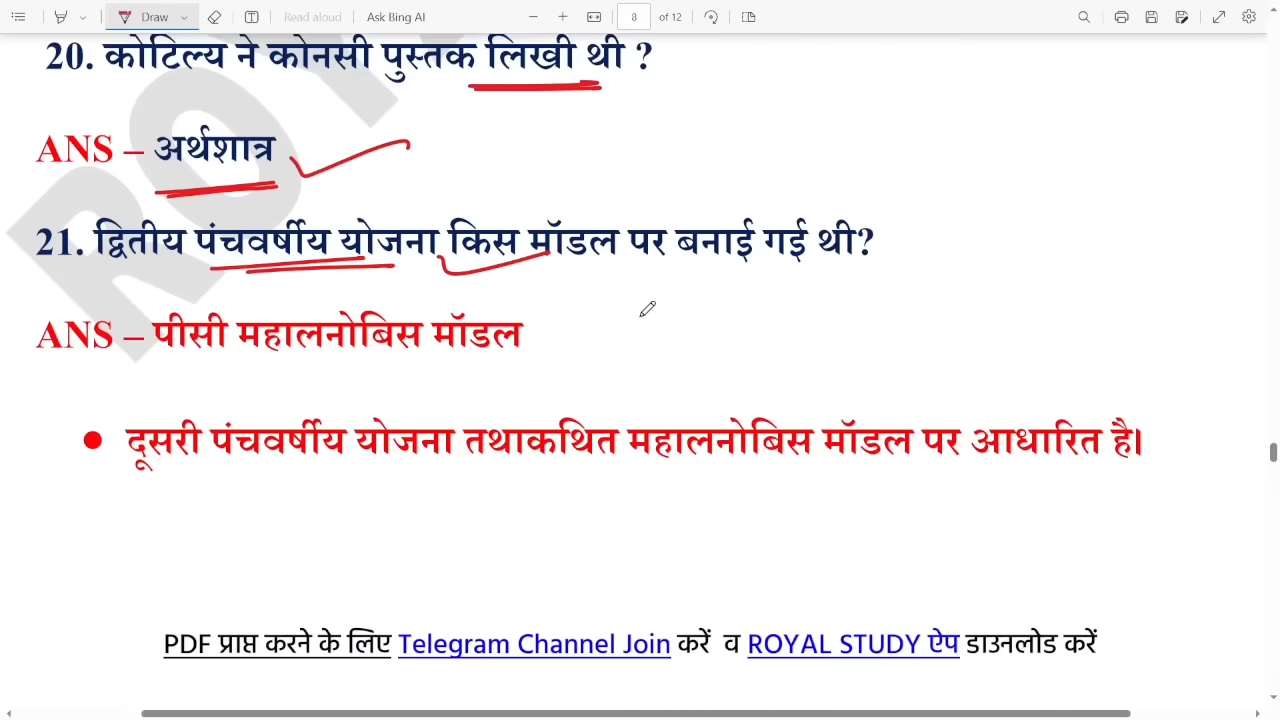 Draw
Read aloud
Ask Bing AI
8
of 12
20. कोटिल्य ने कोनसी पुस्तक लिखी थी ?
ANS – अर्थशात्र
21. द्वितीय पंचवर्षीय योजना किस मॉडल पर बनाई गई थी?
ANS – पीसी महालनोबिस मॉडल
• दूसरी पंचवर्षीय योजना तथाकथित महालनोबिस मॉडल पर आधारित है।
PDF प्राप्त करने के लिए Telegram Channel Join करें व ROYAL STUDY ऐप डाउनलोड करें